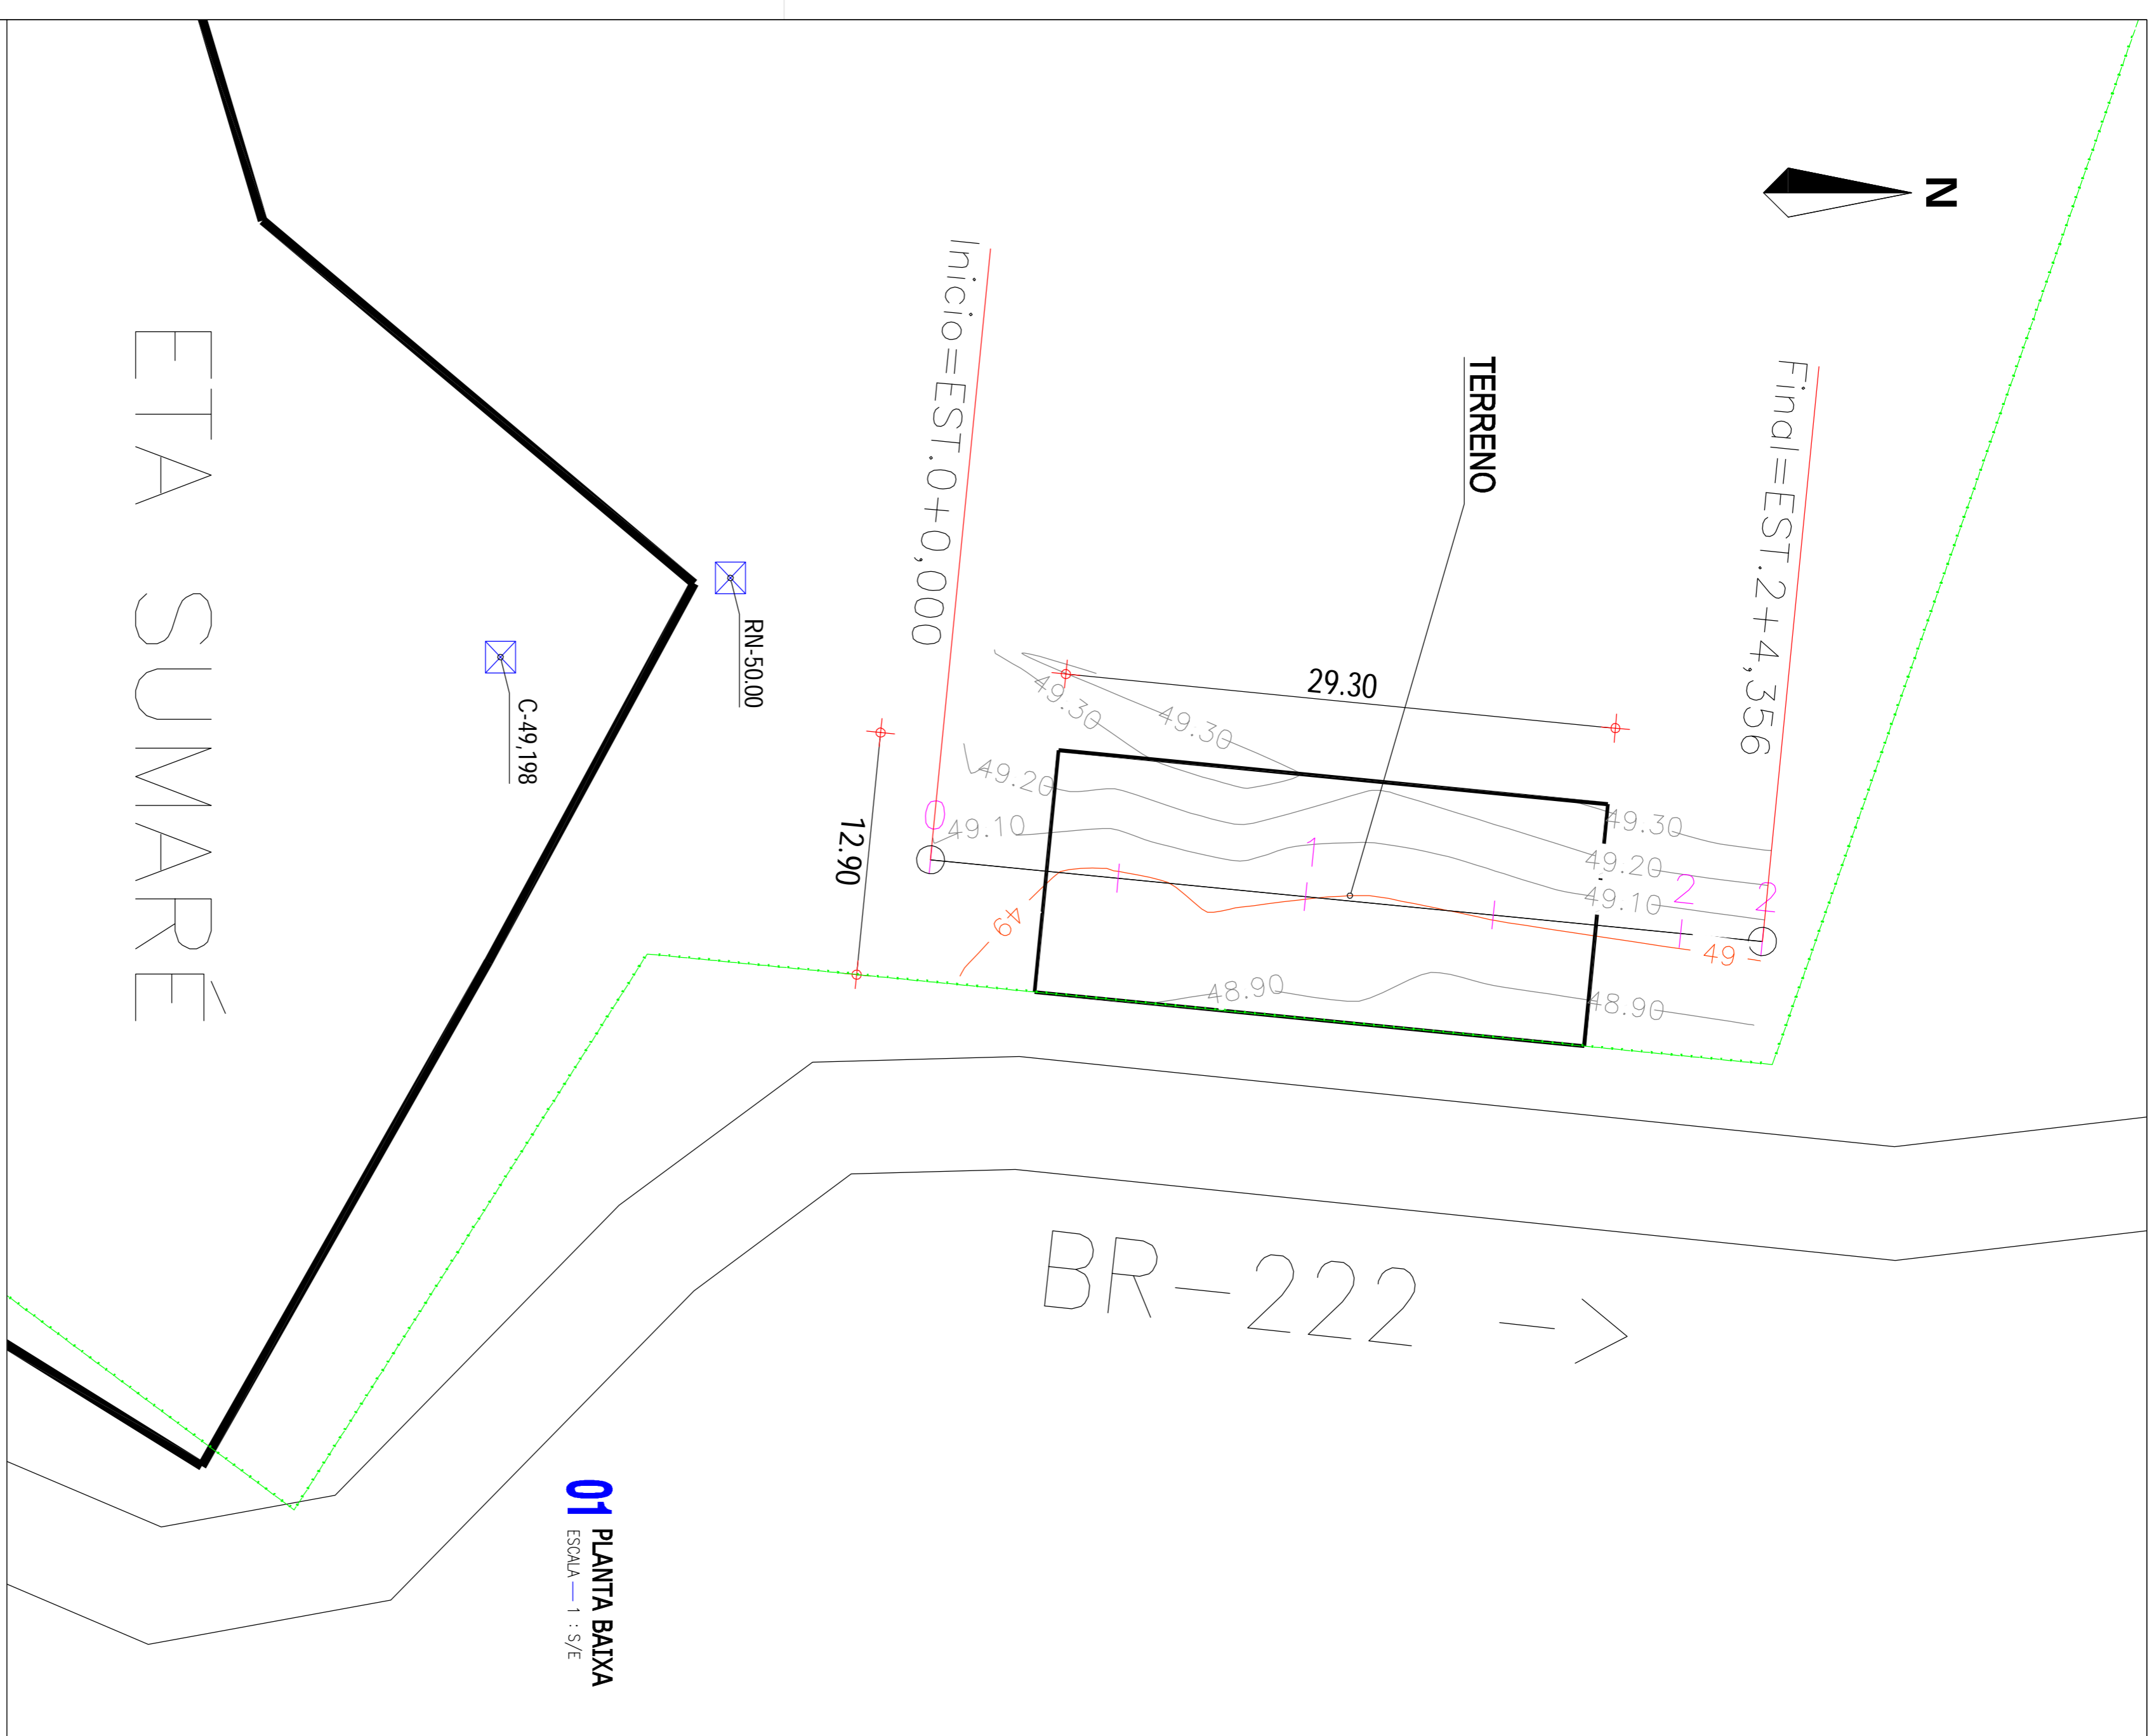 N
Inicio=EST.0+0,000
Final=EST.2+4,356
TERRENO
29.30
12.90
RN-50.00
C-49,198
ETA SUMARÉ
49.30
49.30
49.20
49.10
49
48.90
49.30
49.20
49.10
49
48.90
0
1
2
2
BR-222 ->
01
PLANTA BAIXA
ESCALA — 1 : S/E